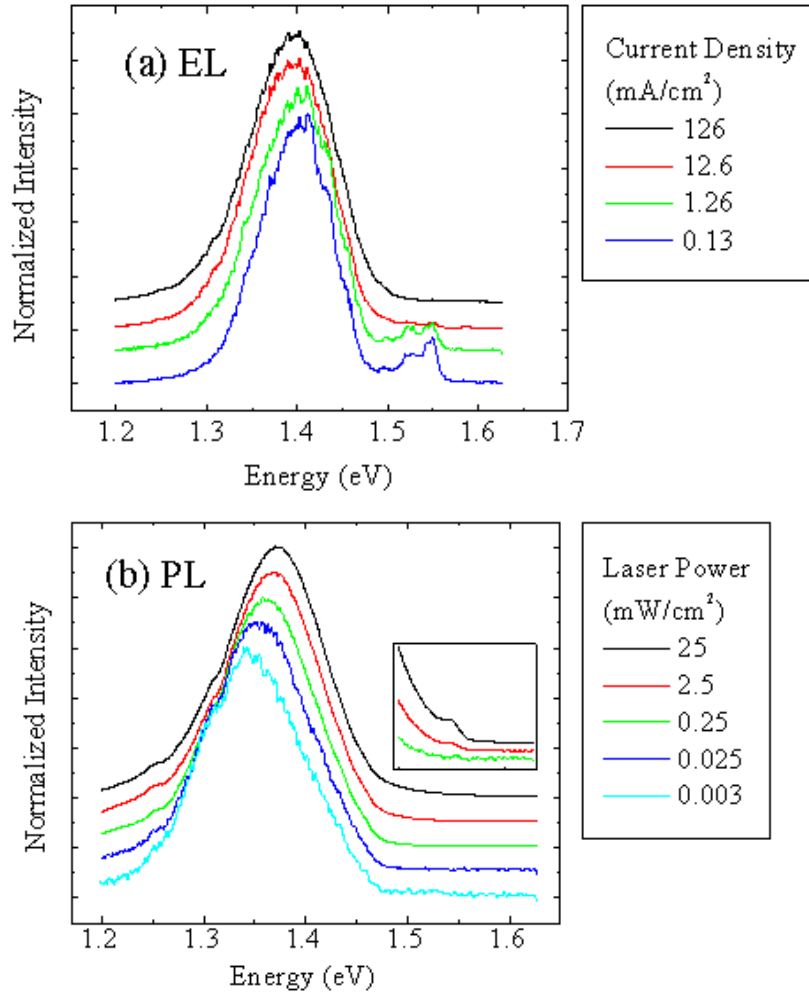 (a) EL
Normalized Intensity
1.2 1.3 1.4 1.5 1.6 1.7
Energy (eV)
Current Density
(mA/cm²)
126
12.6
1.26
0.13
(b) PL
Normalized Intensity
1.2 1.3 1.4 1.5 1.6
Energy (eV)
Laser Power
(mW/cm²)
25
2.5
0.25
0.025
0.003